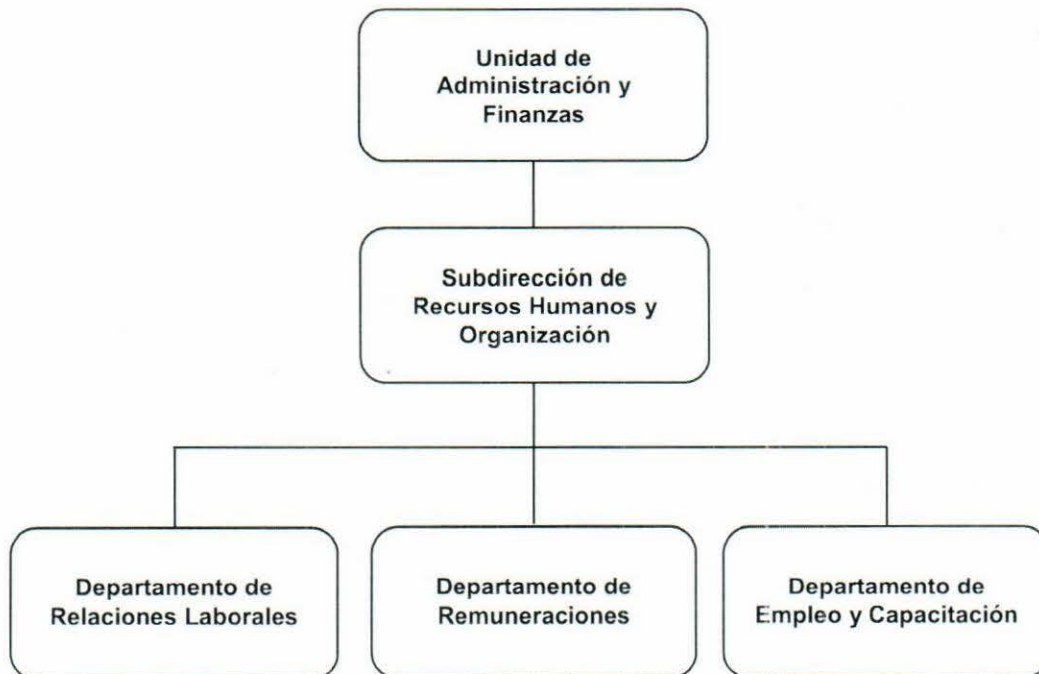 Unidad de
Administración y
Finanzas
Subdirección de
Recursos Humanos y
Organización
Departamento de
Relaciones Laborales
Departamento de
Remuneraciones
Departamento de
Empleo y Capacitación